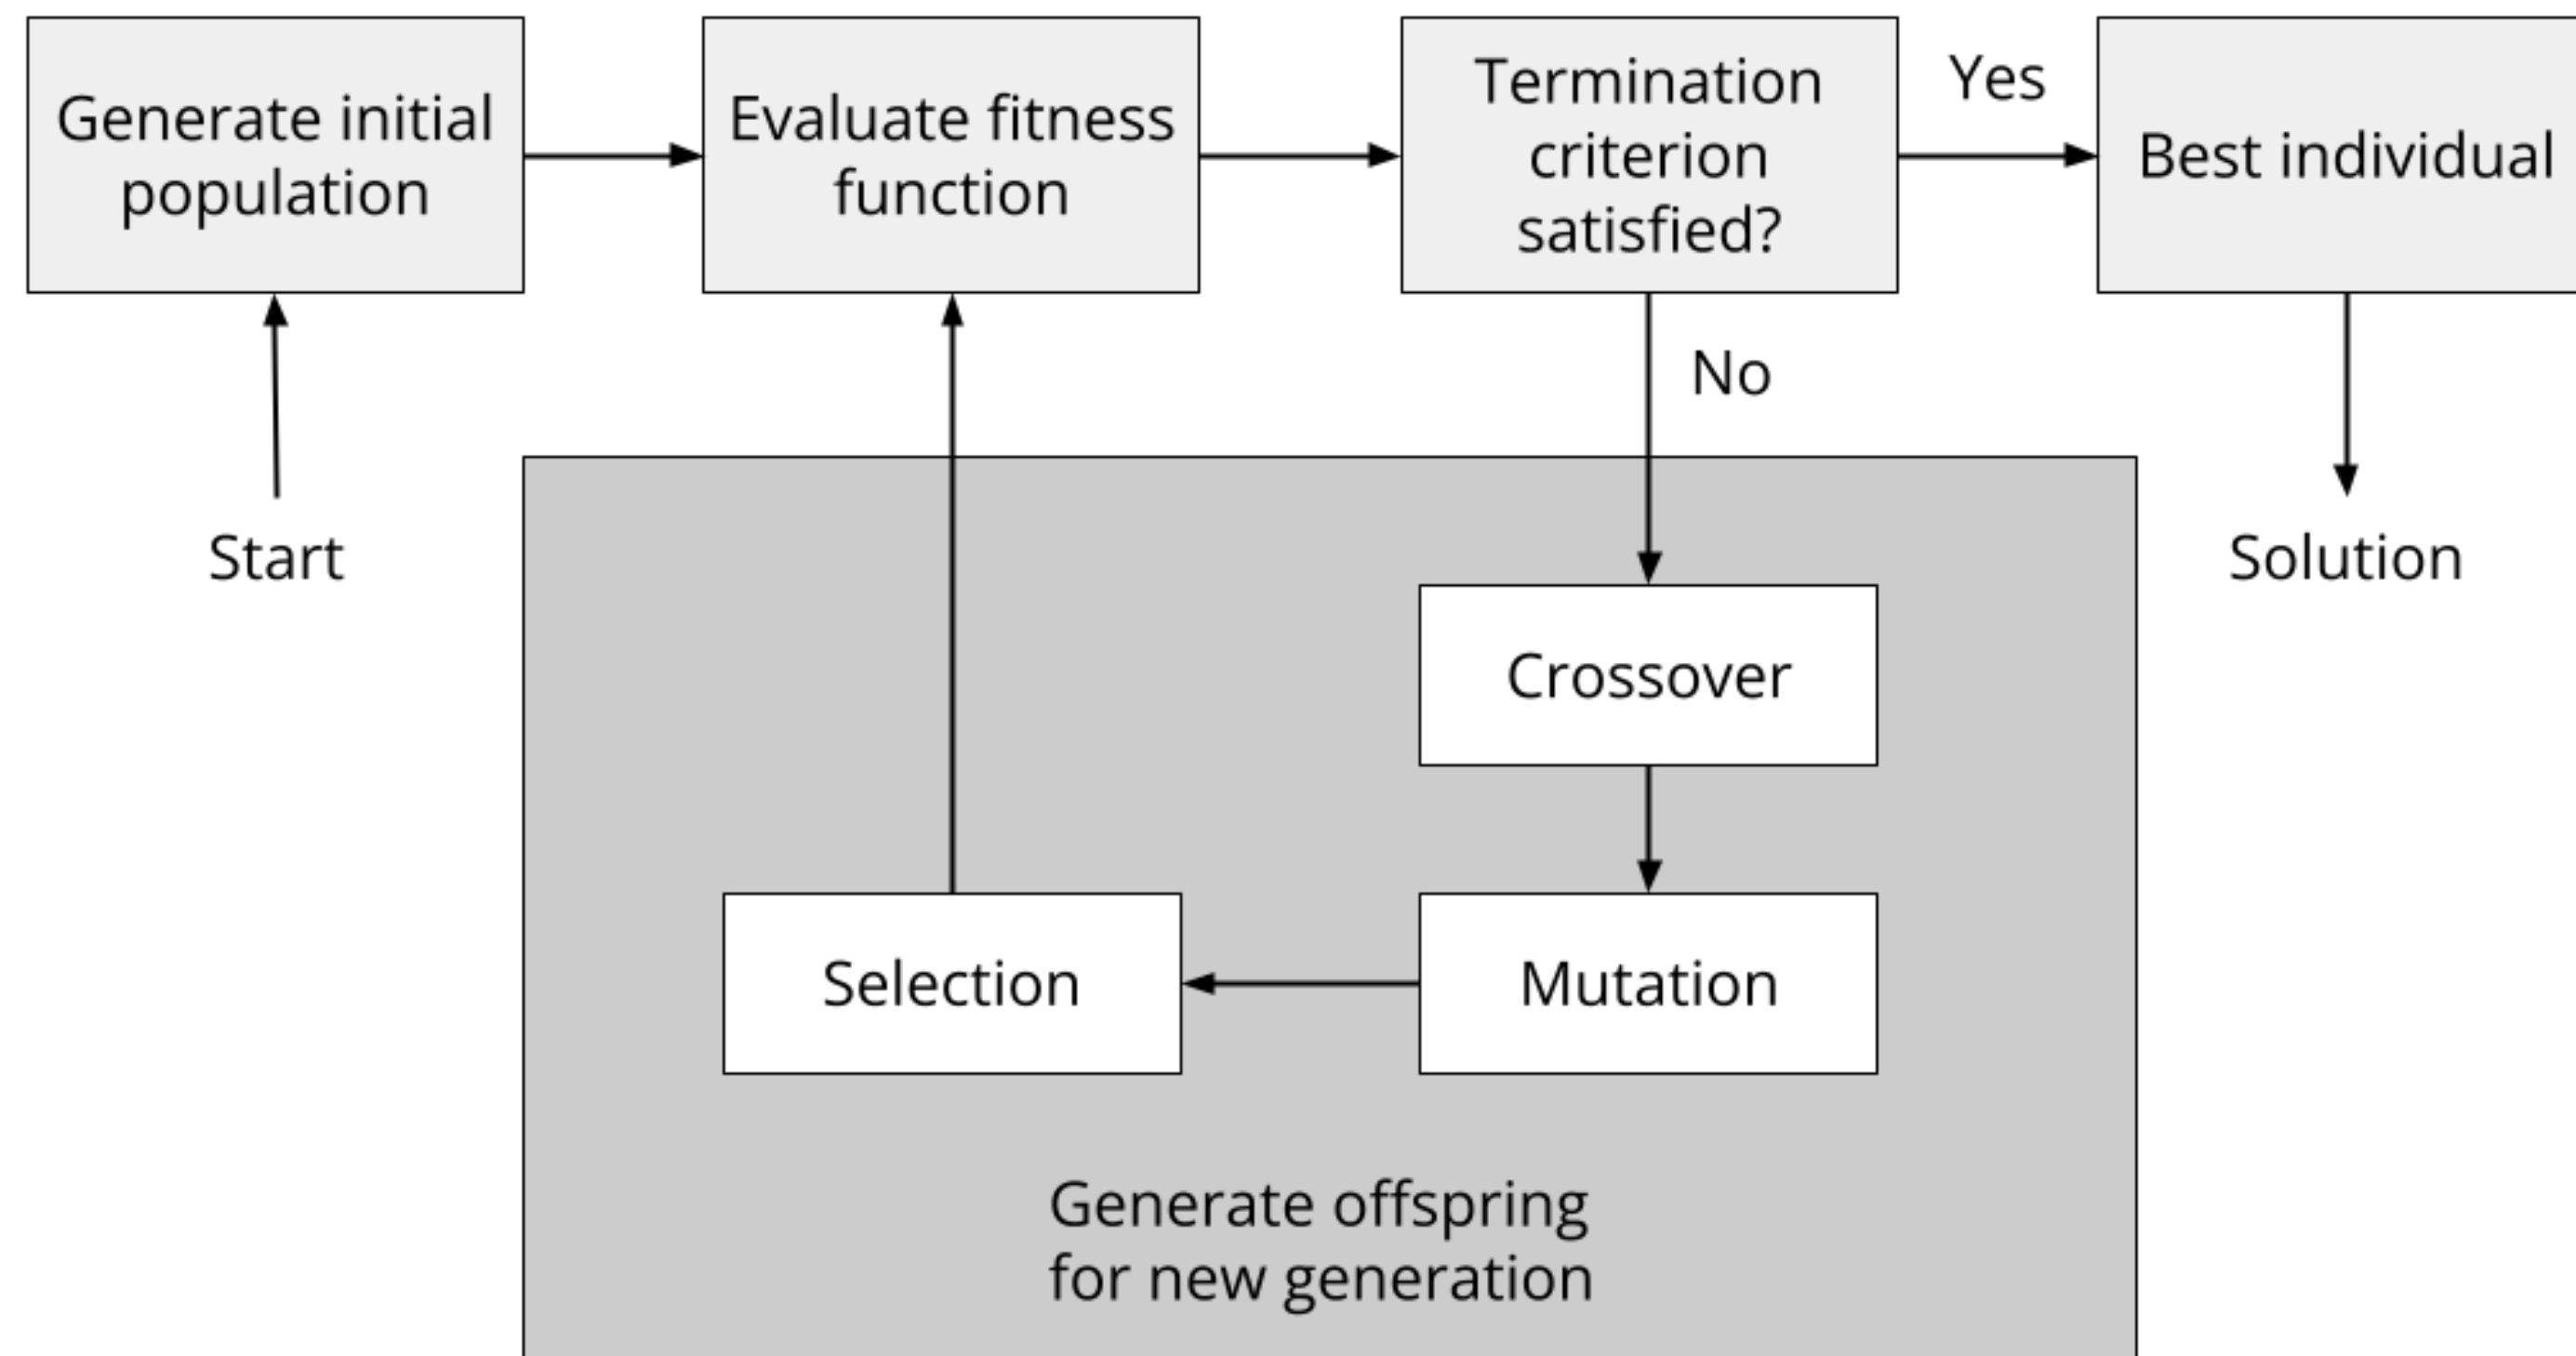 Generate initial
population
Evaluate fitness
function
Termination
criterion
satisfied?
Yes
Best individual
No
Start
Solution
Crossover
Selection
Mutation
Generate offspring
for new generation